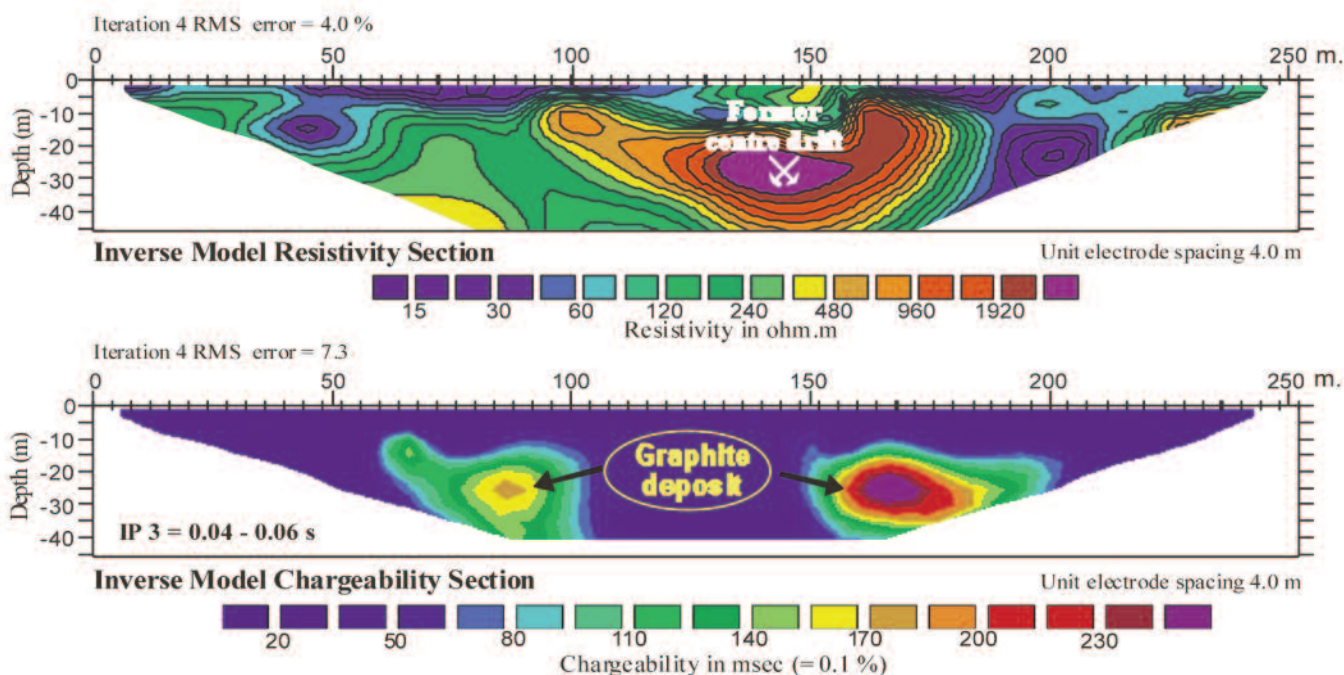 Iteration 4 RMS error = 4.0 %
0 50 100 150 200 250 m.
Depth (m)
0
-10
-20
-30
-40
Former
centre drift
Inverse Model Resistivity Section
Unit electrode spacing 4.0 m
15 30 60 120 240 480 960 1920
Resistivity in ohm.m
Iteration 4 RMS error = 7.3
0 50 100 150 200 250 m.
Depth (m)
0
-10
-20
-30
-40
Graphite
deposit
IP 3 = 0.04 - 0.06 s
Inverse Model Chargeability Section
Unit electrode spacing 4.0 m
20 50 80 110 140 170 200 230
Chargeability in msec (= 0.1 %)